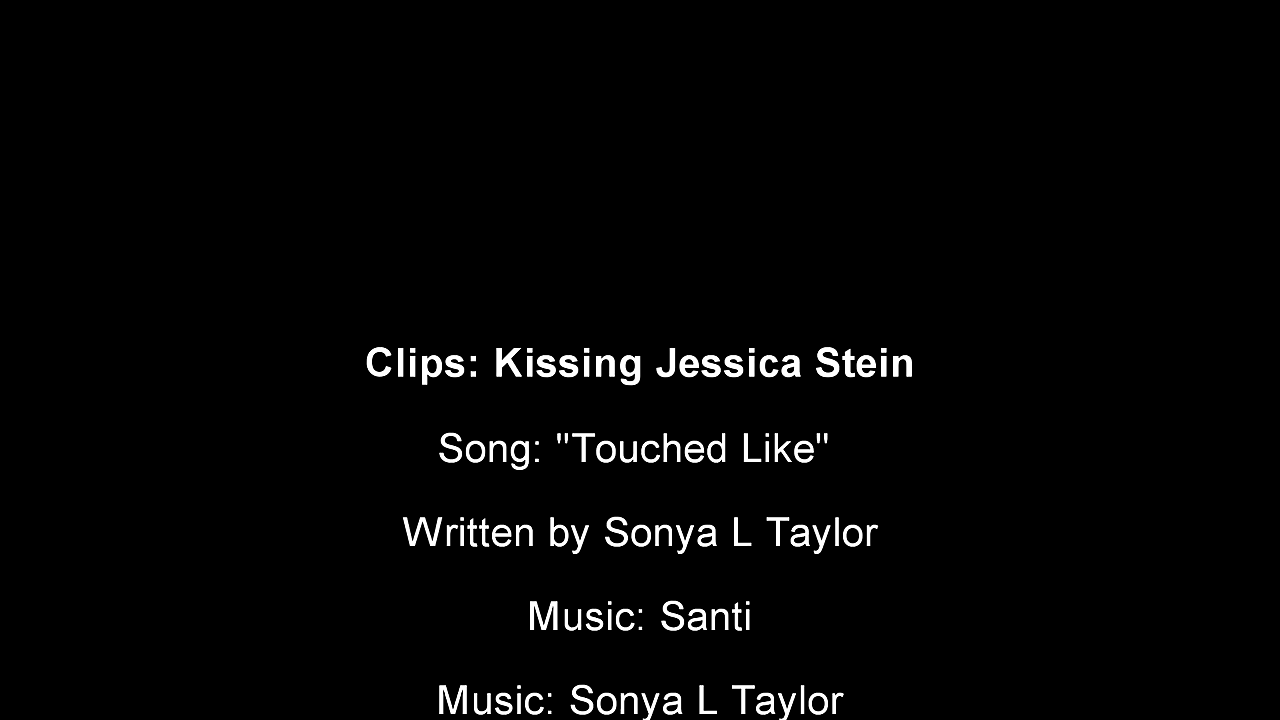 Clips: Kissing Jessica Stein
Song: "Touched Like"
Written by Sonya L Taylor
Music: Santi
Music: Sonya L Taylor